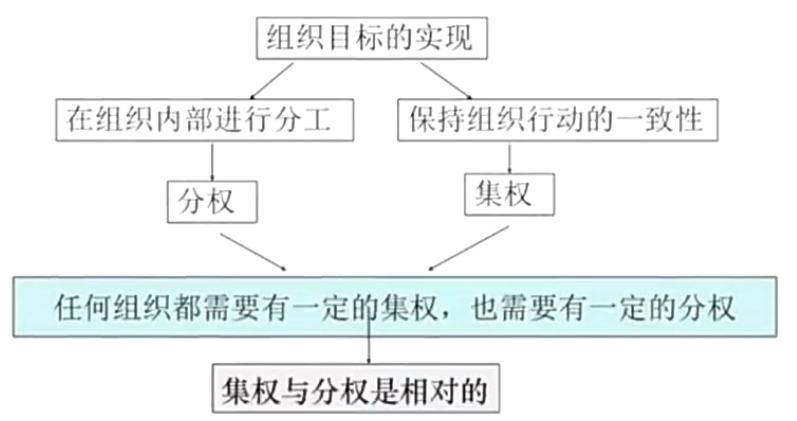 组织目标的实现
在组织内部进行分工
保持组织行动的一致性
分权
集权
任何组织都需要有一定的集权，也需要有一定的分权
集权与分权是相对的